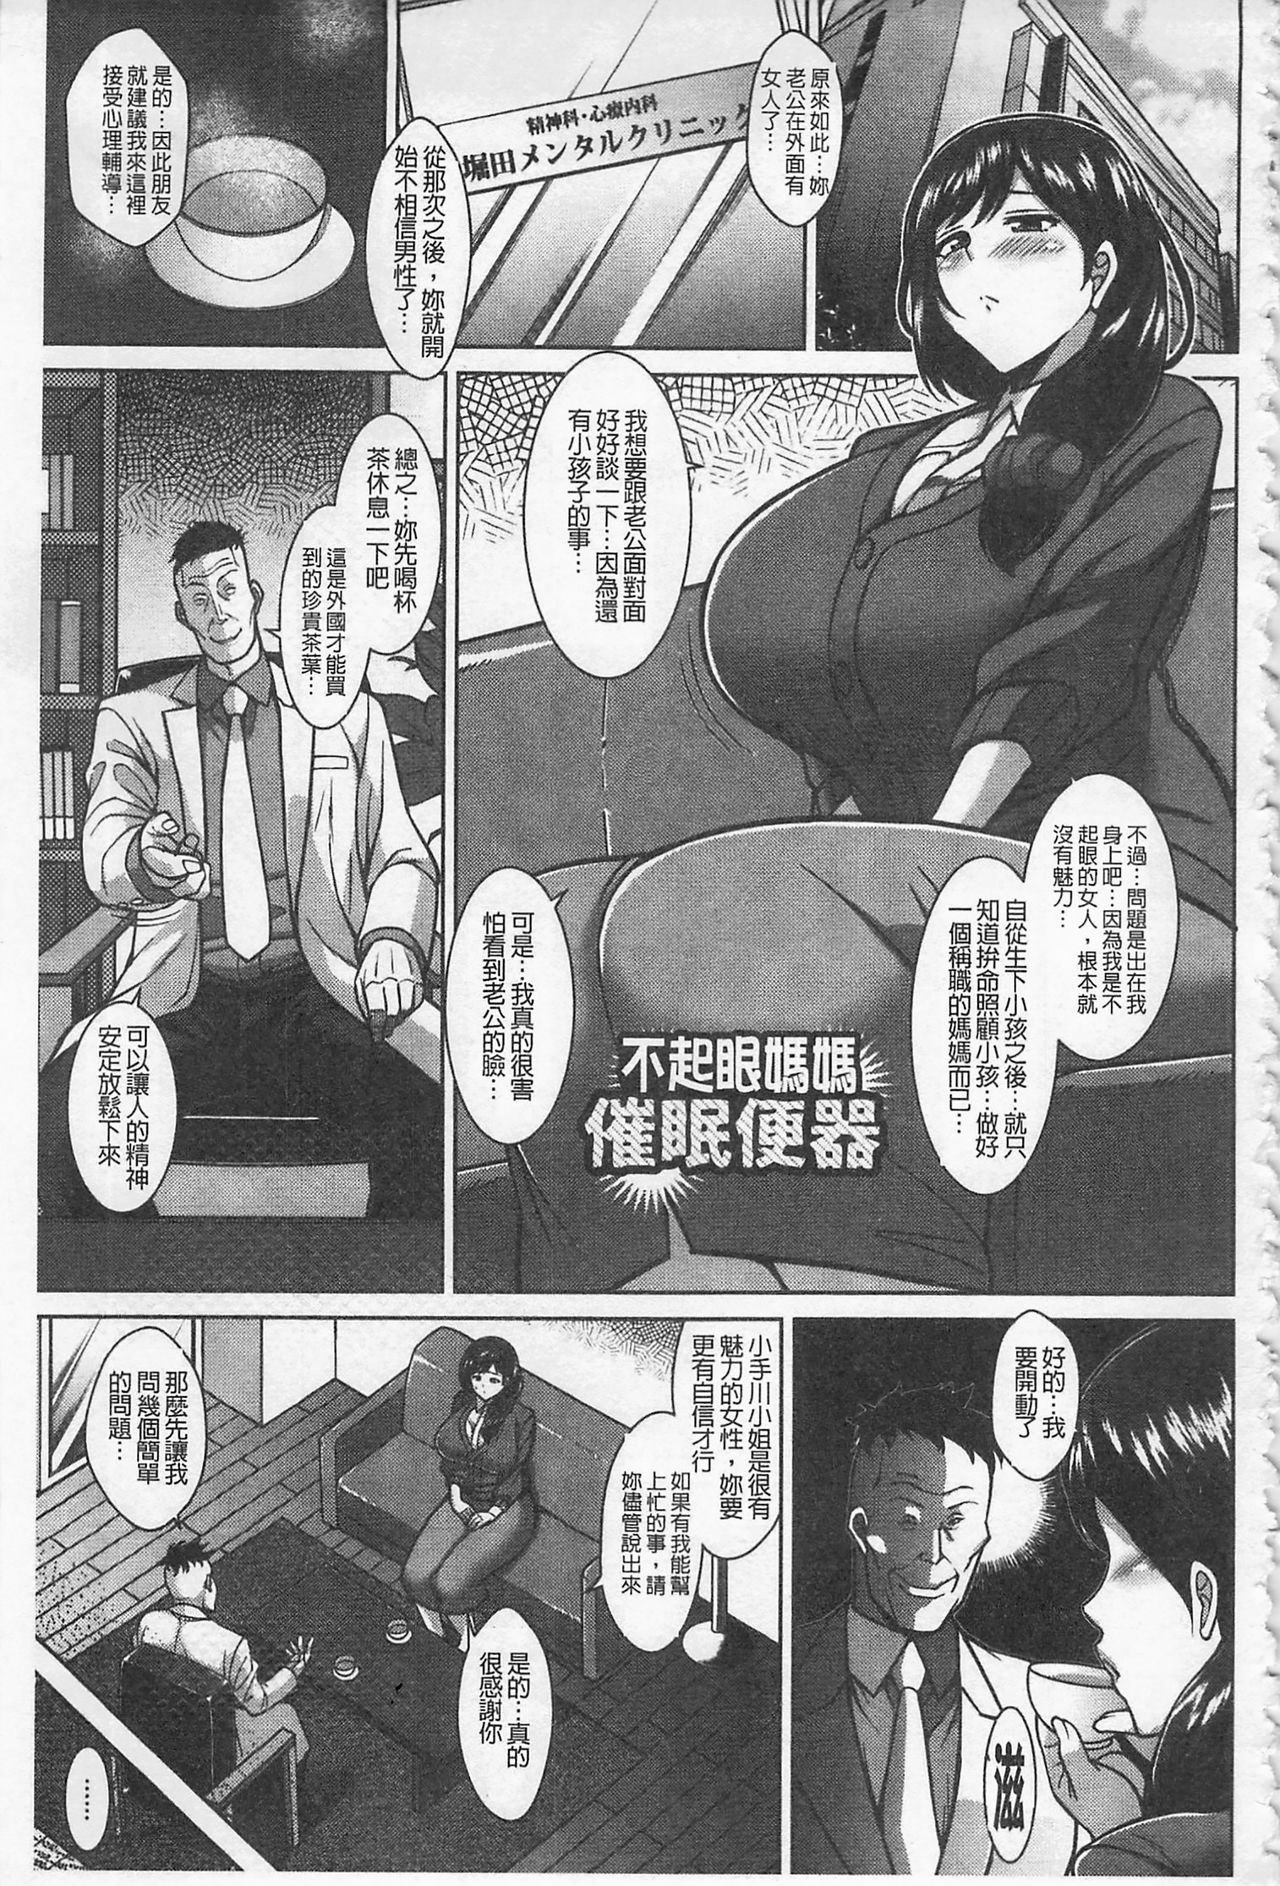 原來如此…妳
老公在外面有
女人了…
精神科・心療內科
堀田メンタルクリニック
從那次之後，妳就開
始不相信男性了…
是的…因此朋友
就建議我來這裡
接受心理輔導…
我想要跟老公面對面
好好談一下…因為還
有小孩子的事…
不過…問題是出在我
身上吧…因為我是不
起眼的女人，根本就
沒有魅力…
自從生下小孩之後…就只
知道拚命照顧小孩…做好
一個稱職的媽媽而已…
可是…我真的很害
怕看到老公的臉…
不起眼媽媽
催眠便器
總之…妳先喝杯
茶休息一下吧
這是外國才能買
到的珍貴茶葉…
可以讓人的精神
安定放鬆下來
好的…我
要開動了
滋
小手川小姐是很有
魅力的女性，妳要
更有自信才行
如果有我能幫
上忙的事，請
妳儘管說出來
是的…真的
很感謝你
那麼先讓我
問幾個簡單
的問題…
……